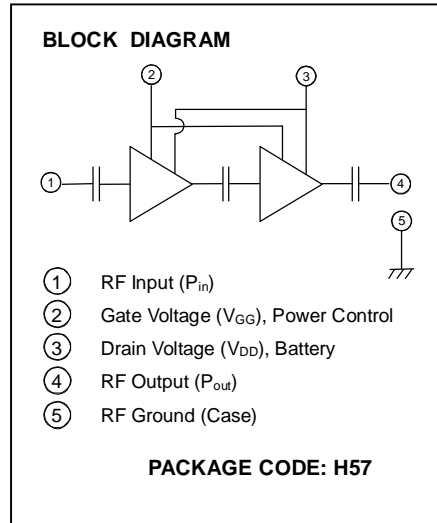 BLOCK DIAGRAM
2
3
1
4
5
1 RF Input (Pin)
2 Gate Voltage (VGG), Power Control
3 Drain Voltage (VDD), Battery
4 RF Output (Pout)
5 RF Ground (Case)
PACKAGE CODE: H57